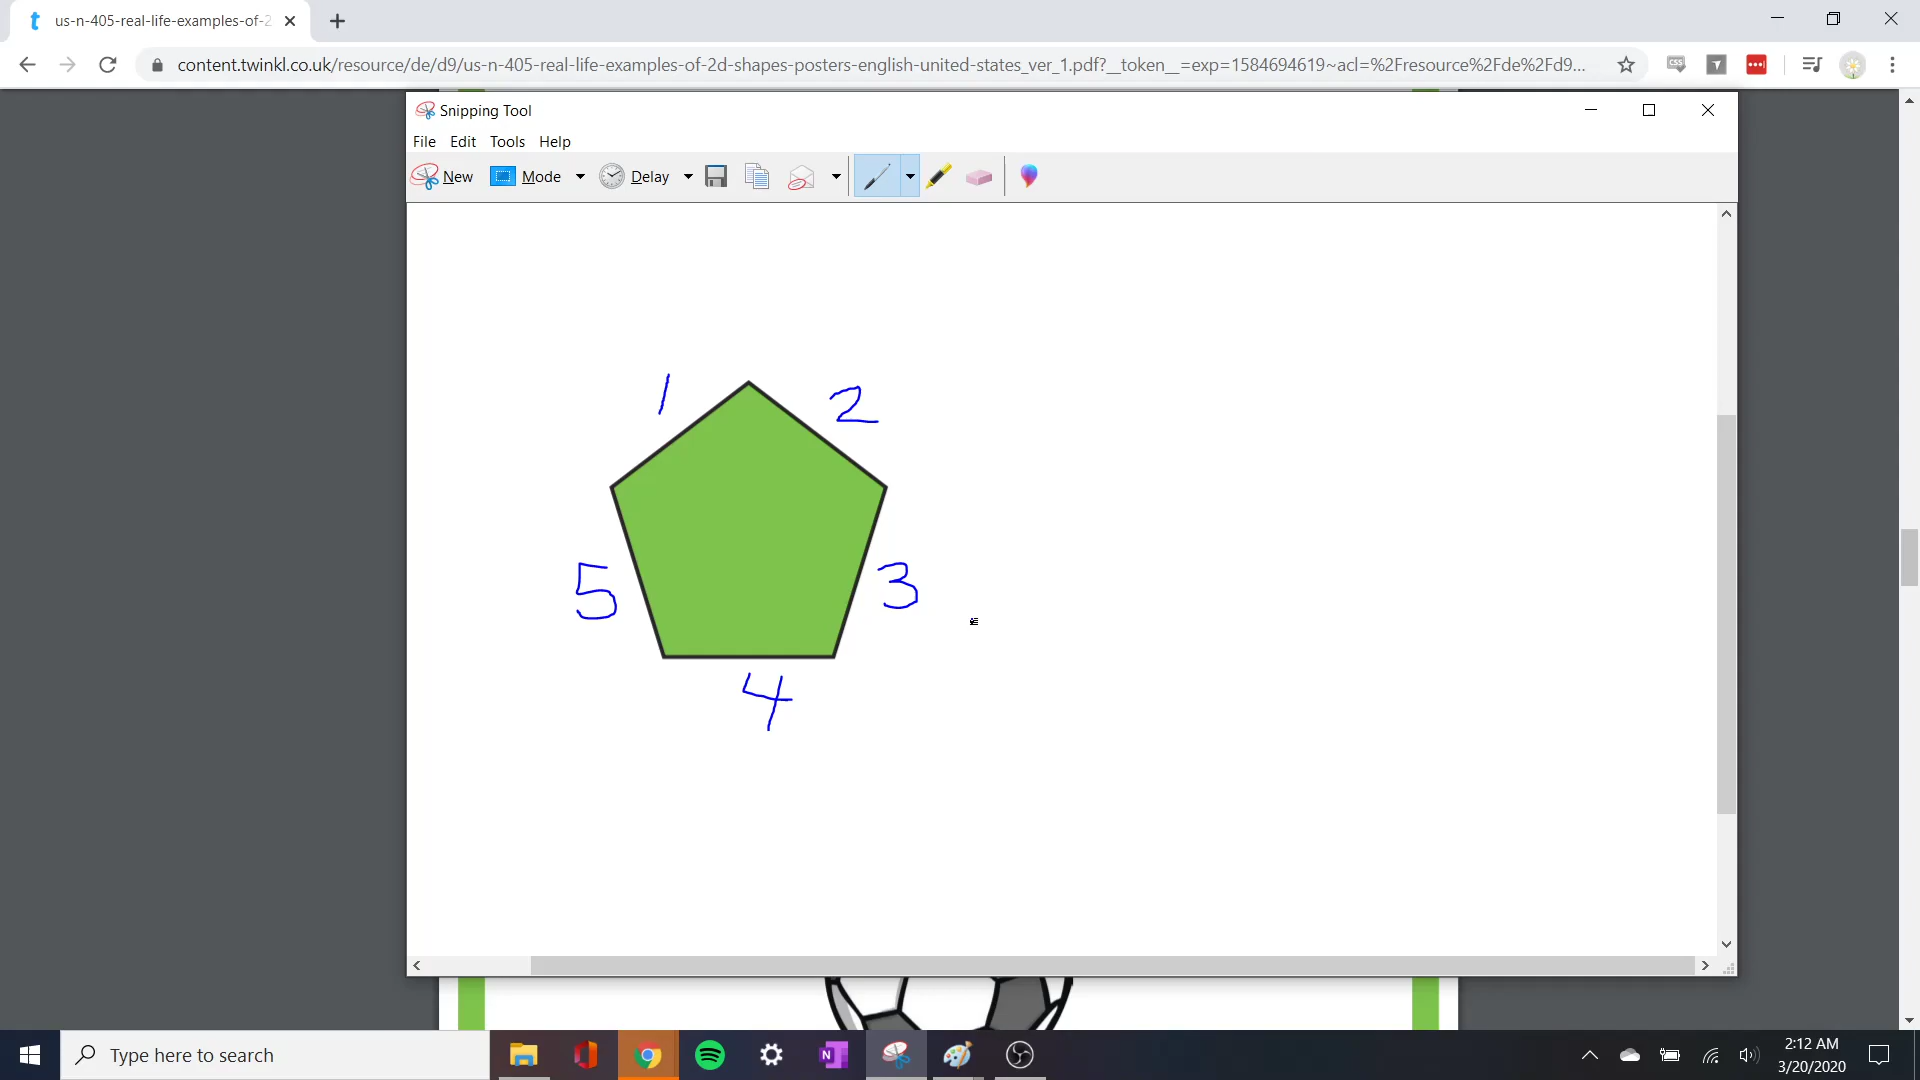 us-n-405-real-life-examples-of-2
content.twinkl.co.uk/resource/de/d9/us-n-405-real-life-examples-of-2d-shapes-posters-english-united-states_ver_1.pdf?__token__=exp=1584694619~acl=%2Fresource%2Fde%2Fd9...
CSS
Snipping Tool
File Edit Tools Help
New Mode Delay
1
2
5
3
4
Type here to search
N
2:12 AM
3/20/2020